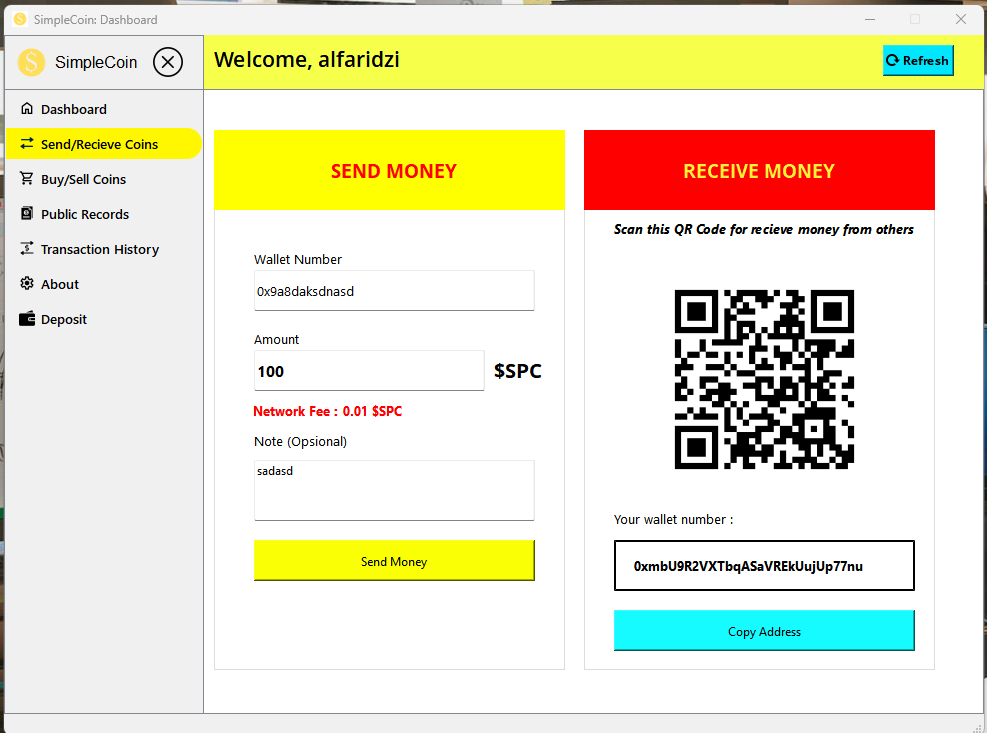 SimpleCoin: Dashboard
SimpleCoin
Welcome, alfaridzi
Refresh
Dashboard
Send/Recieve Coins
Buy/Sell Coins
Public Records
Transaction History
About
Deposit
SEND MONEY
Wallet Number
0x9a8daksdnasd
Amount
100 $SPC
Network Fee : 0.01 $SPC
Note (Opsional)
sadasd
Send Money
RECEIVE MONEY
Scan this QR Code for recieve money from others
Your wallet number :
0xmbU9R2VXTbqASaVREkUujUp77nu
Copy Address